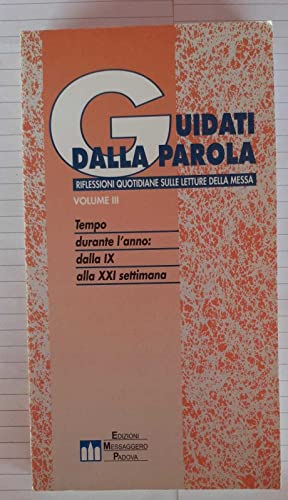 GUIDATI
DALLA PAROLA
RIFLESSIONI QUOTIDIANE SULLE LETTURE DELLA MESSA
VOLUME III
Tempo
durante l'anno:
dalla IX
alla XXI settimana
EDIZIONI
MESSAGGERO
PADOVA